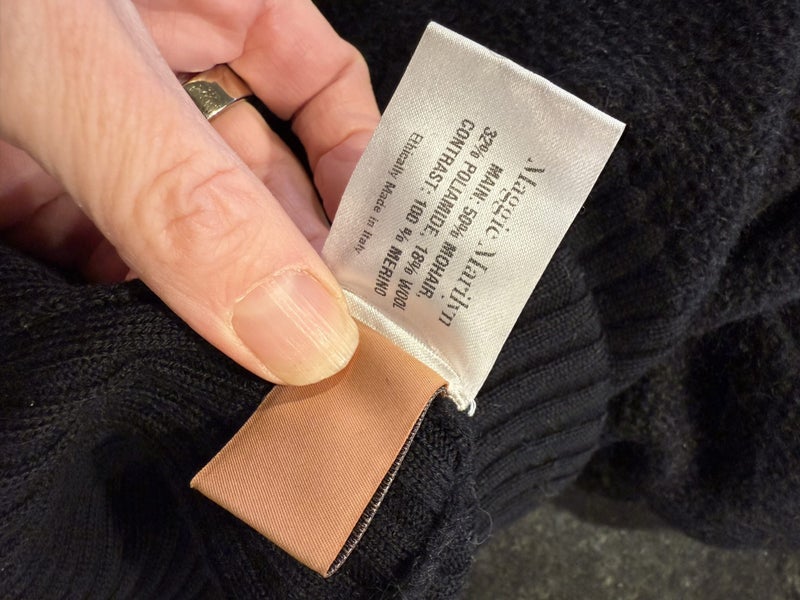 Maggie Marilyn
MAIN: 50% MOHAIR,
32% POLIAMIDE, 18% WOOL
CONTRAST: 100 % MERINO
Ethically Made in Italy